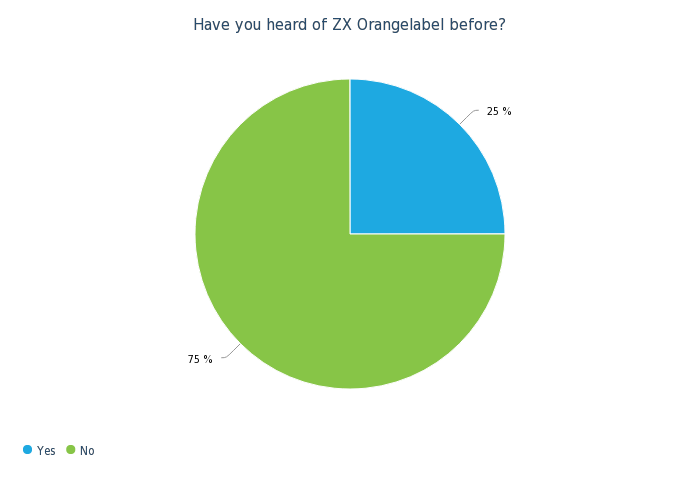 Have you heard of ZX Orangelabel before?
25 %
75 %
Yes No